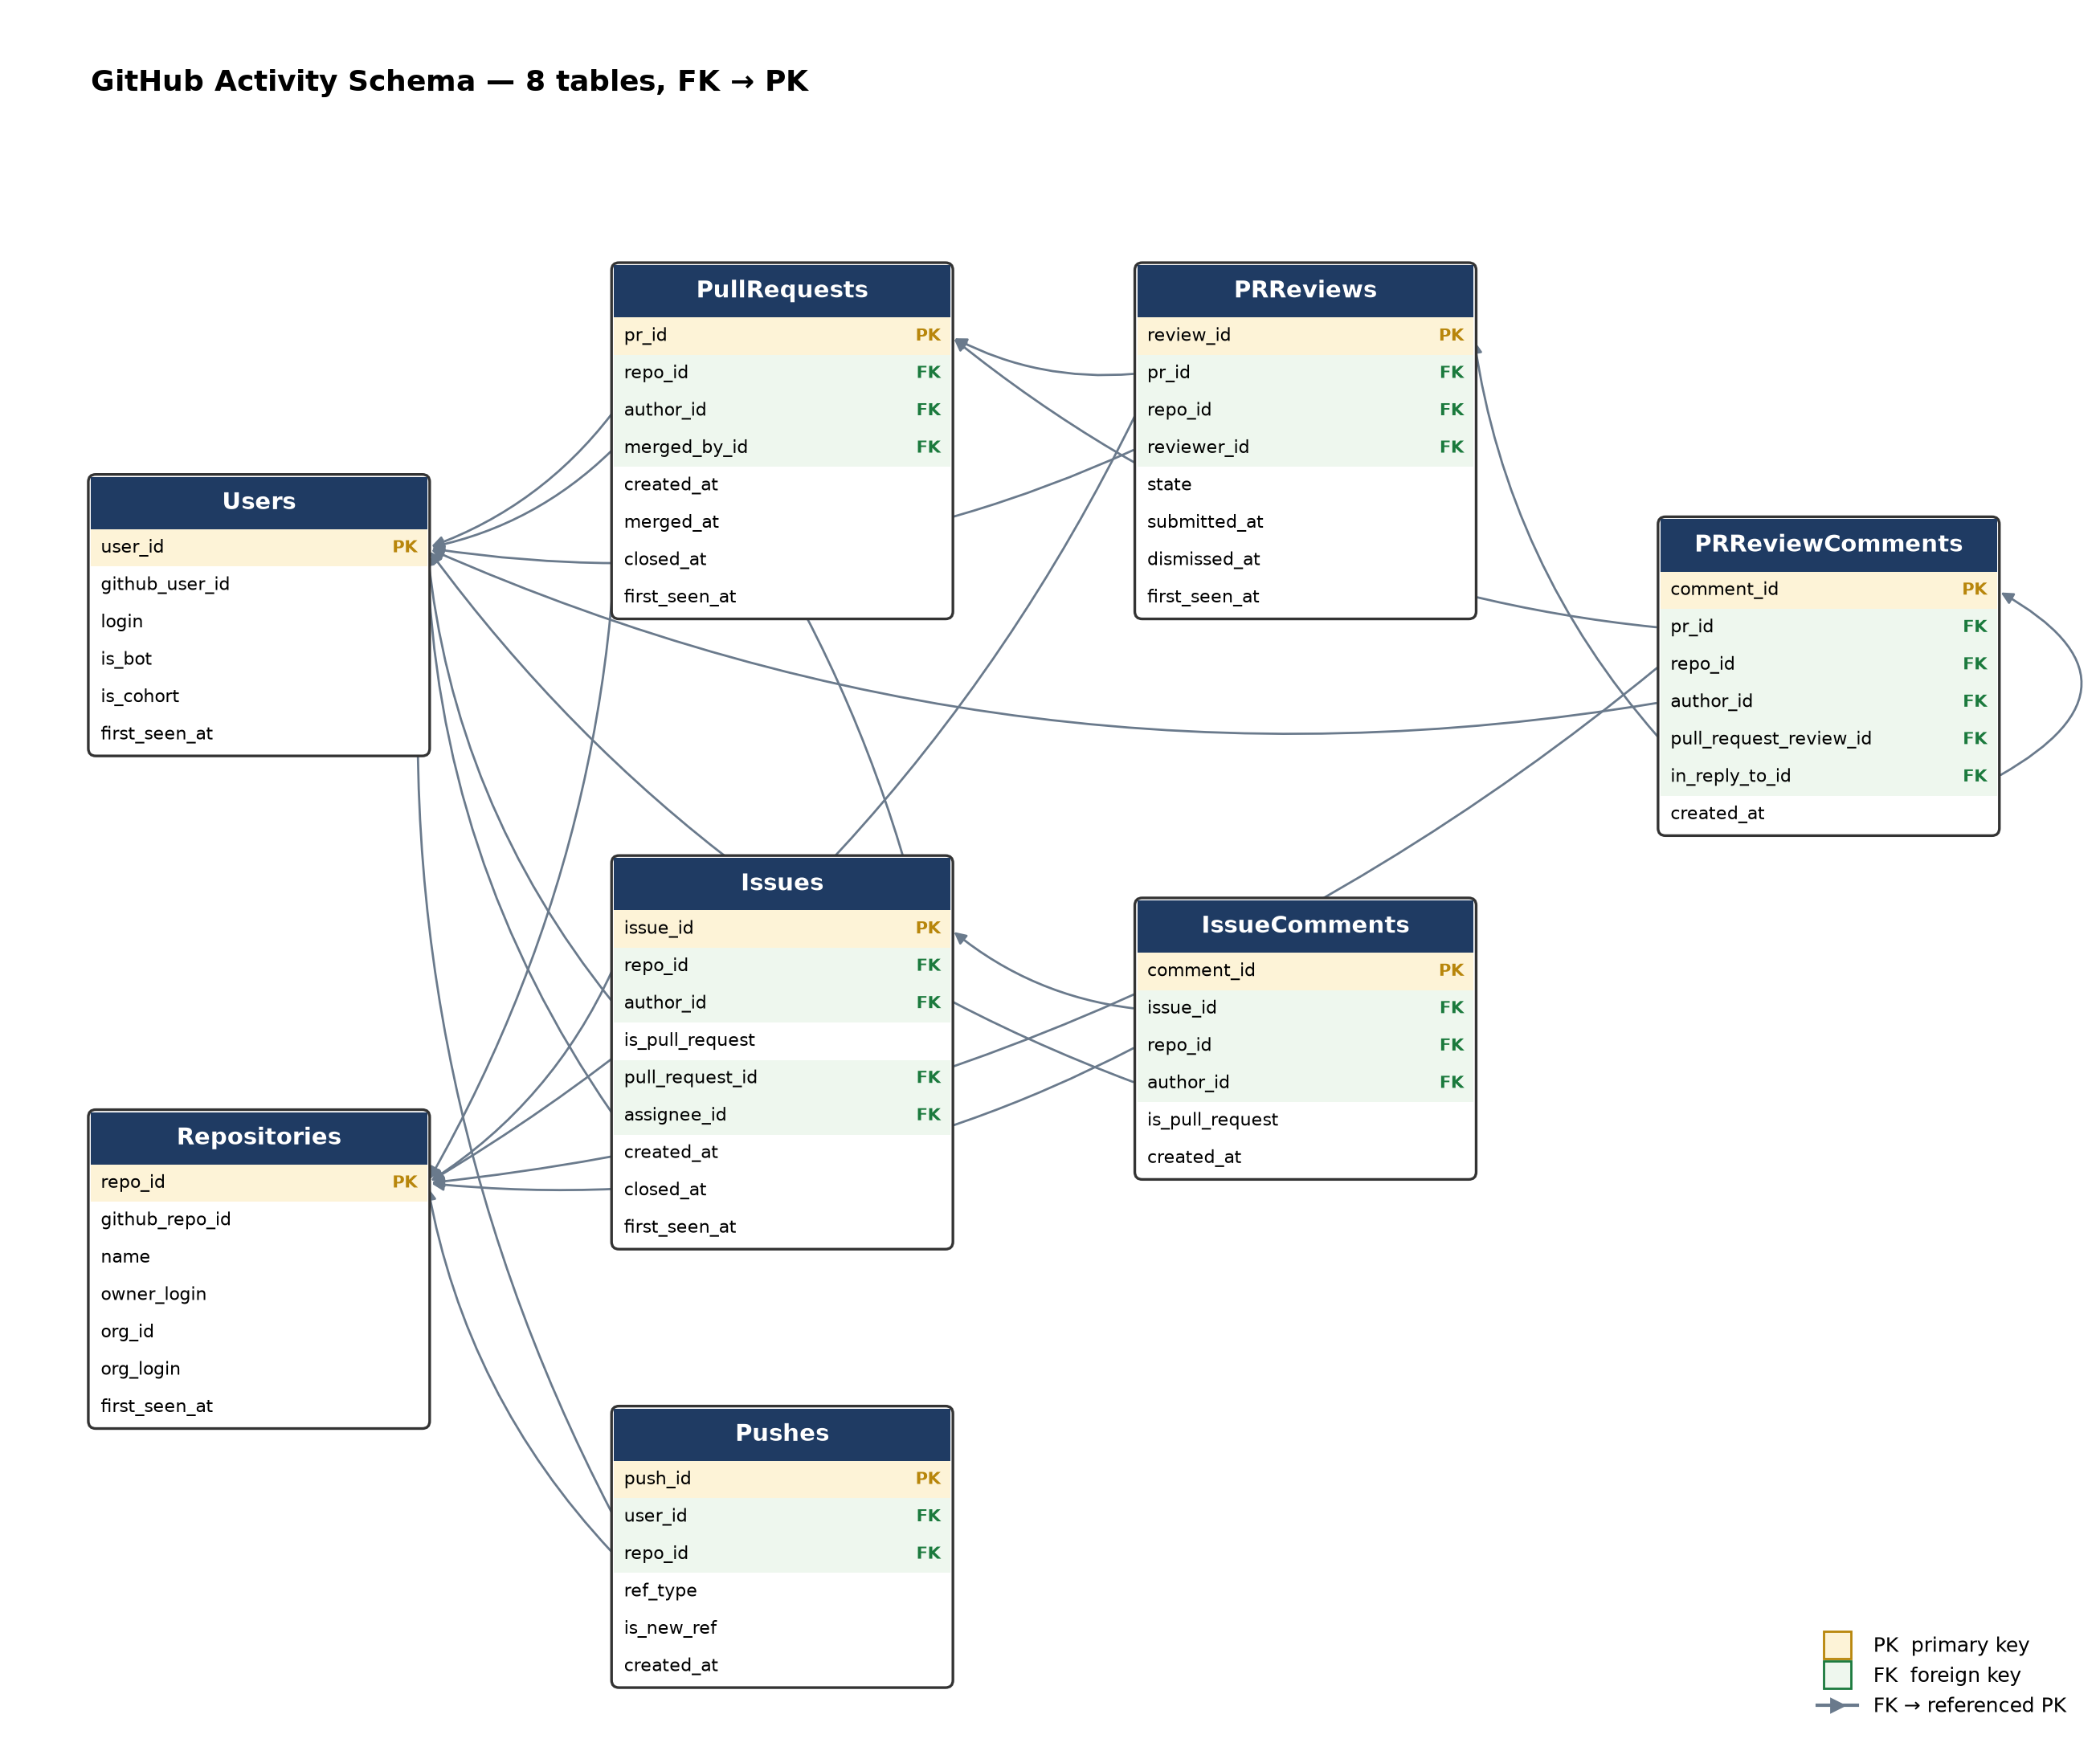 GitHub Activity Schema — 8 tables, FK → PK
PullRequests
pr_id PK
repo_id FK
author_id FK
merged_by_id FK
created_at
merged_at
closed_at
first_seen_at
PRReviews
review_id PK
pr_id FK
repo_id FK
reviewer_id FK
state
submitted_at
dismissed_at
first_seen_at
Users
user_id PK
github_user_id
login
is_bot
is_cohort
first_seen_at
PRReviewComments
comment_id PK
pr_id FK
repo_id FK
author_id FK
pull_request_review_id FK
in_reply_to_id FK
created_at
Issues
issue_id PK
repo_id FK
author_id FK
is_pull_request
pull_request_id FK
assignee_id FK
created_at
closed_at
first_seen_at
IssueComments
comment_id PK
issue_id FK
repo_id FK
author_id FK
is_pull_request
created_at
Repositories
repo_id PK
github_repo_id
name
owner_login
org_id
org_login
first_seen_at
Pushes
push_id PK
user_id FK
repo_id FK
ref_type
is_new_ref
created_at
PK primary key
FK foreign key
FK → referenced PK